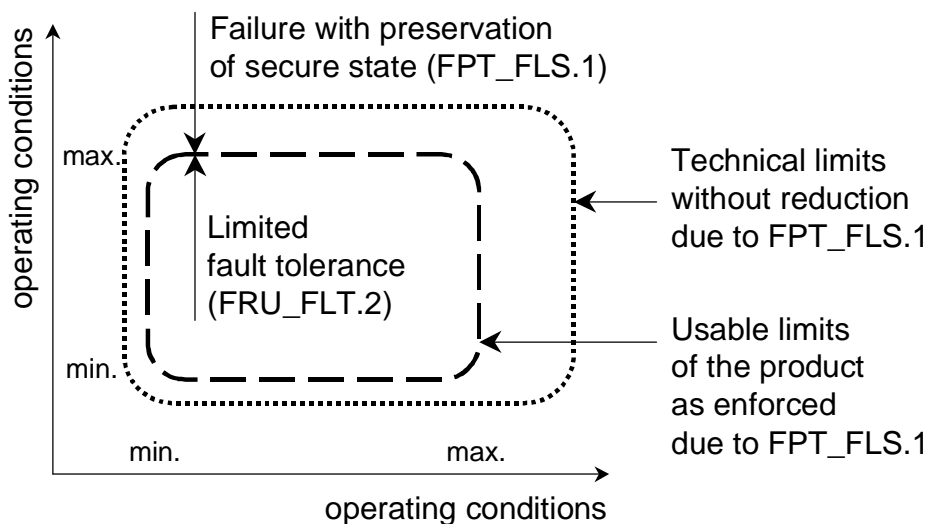 Failure with preservation
of secure state (FPT_FLS.1)
operating conditions
max.
min.
Limited
fault tolerance
(FRU_FLT.2)
Technical limits
without reduction
due to FPT_FLS.1
Usable limits
of the product
as enforced
due to FPT_FLS.1
min.
max.
operating conditions